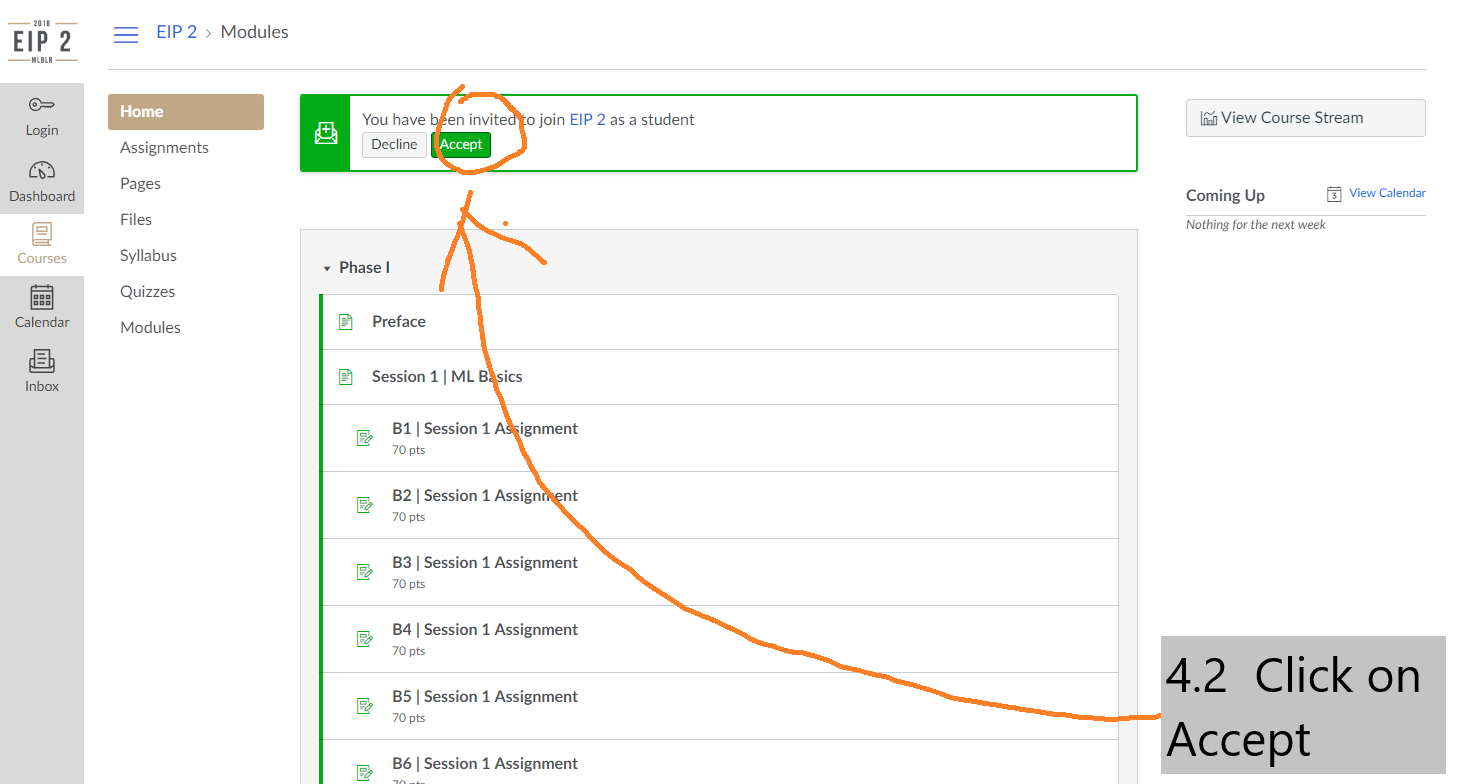 2018
EIP 2
MLBLR
EIP 2 > Modules
Login
Dashboard
Courses
Calendar
Inbox
Home
Assignments
Pages
Files
Syllabus
Quizzes
Modules
You have been invited to join EIP 2 as a student
Decline Accept
Phase I
Preface
Session 1 | ML Basics
B1 | Session 1 Assignment
70 pts
B2 | Session 1 Assignment
70 pts
B3 | Session 1 Assignment
70 pts
B4 | Session 1 Assignment
70 pts
B5 | Session 1 Assignment
70 pts
B6 | Session 1 Assignment
70 pts
View Course Stream
Coming Up
3 View Calendar
Nothing for the next week
4.2 Click on
Accept